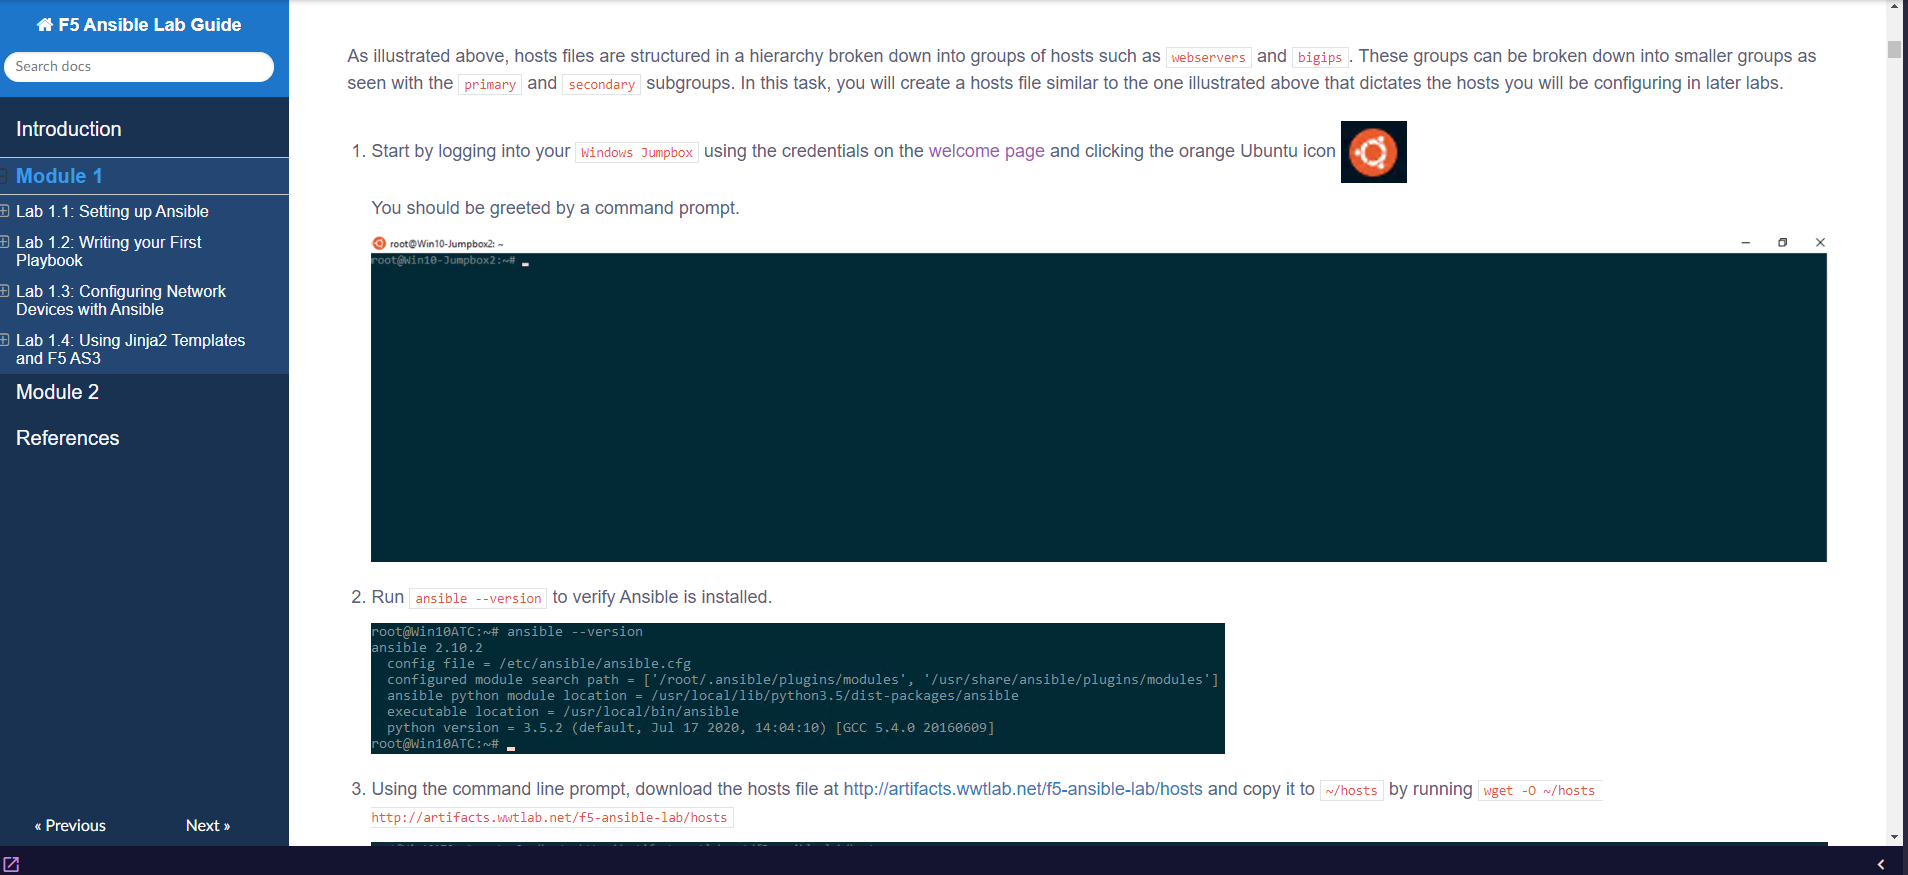 F5 Ansible Lab Guide
Search docs
Introduction
Module 1
Lab 1.1: Setting up Ansible
Lab 1.2: Writing your First
Playbook
Lab 1.3: Configuring Network
Devices with Ansible
Lab 1.4: Using Jinja2 Templates
and F5 AS3
Module 2
References
« Previous
Next »
As illustrated above, hosts files are structured in a hierarchy broken down into groups of hosts such as webservers and bigips. These groups can be broken down into smaller groups as
seen with the primary and secondary subgroups. In this task, you will create a hosts file similar to the one illustrated above that dictates the hosts you will be configuring in later labs.
1. Start by logging into your Windows Jumpbox using the credentials on the welcome page and clicking the orange Ubuntu icon
You should be greeted by a command prompt.
root@Win10-Jumpbox2: ~
root@Win10-Jumpbox2:~#
2. Run ansible --version to verify Ansible is installed.
root@Win10ATC:~# ansible --version
ansible 2.10.2
config file = /etc/ansible/ansible.cfg
configured module search path = ['/root/.ansible/plugins/modules', '/usr/share/ansible/plugins/modules']
ansible python module location = /usr/local/lib/python3.5/dist-packages/ansible
executable location = /usr/local/bin/ansible
python version = 3.5.2 (default, Jul 17 2020, 14:04:10) [GCC 5.4.0 20160609]
root@Win10ATC:~#
3. Using the command line prompt, download the hosts file at http://artifacts.wwtlab.net/f5-ansible-lab/hosts and copy it to ~/hosts by running wget -O ~/hosts
http://artifacts.wwtlab.net/f5-ansible-lab/hosts